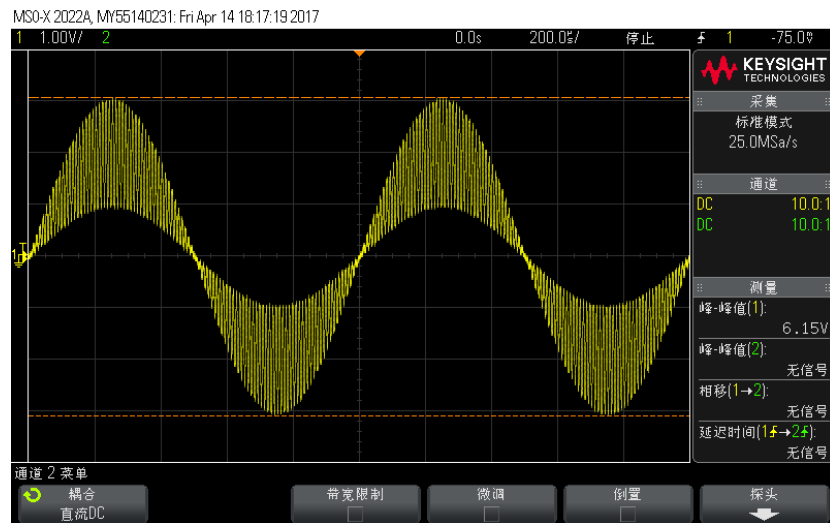 MSO-X 2022A, MY55140231: Fri Apr 14 18:17:19 2017
1 1.00V/ 2 0.0s 200.0㎲/ 停止 1 -75.0V
KEYSIGHT
TECHNOLOGIES
采集
标准模式
25.0MSa/s
通道
DC 10.0:1
DC 10.0:1
测量
峰-峰值(1):
6.15V
峰-峰值(2):
无信号
相移(1→2):
无信号
延迟时间(1→2):
无信号
1
T
通道 2 菜单
耦合
直流DC
带宽限制
微调
倒置
探头